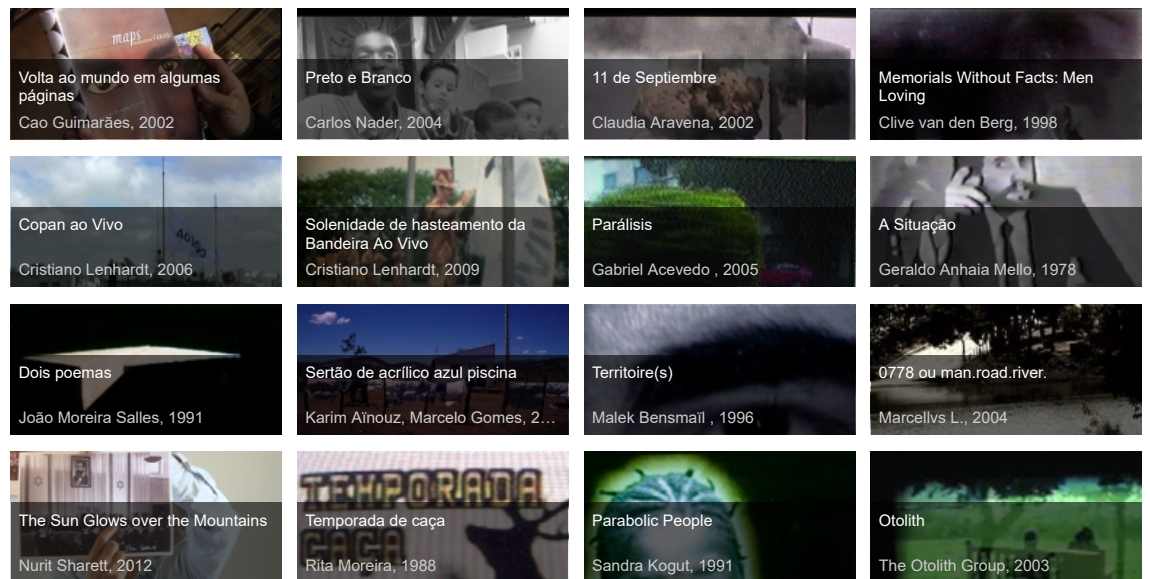 maps
Volta ao mundo em algumas
páginas
Cao Guimarães, 2002
Preto e Branco
Carlos Nader, 2004
11 de Septiembre
Claudia Aravena, 2002
Memorials Without Facts: Men
Loving
Clive van den Berg, 1998
Copan ao Vivo
Cristiano Lenhardt, 2006
Solenidade de hasteamento da
Bandeira Ao Vivo
Cristiano Lenhardt, 2009
Parálisis
Gabriel Acevedo , 2005
A Situação
Geraldo Anhaia Mello, 1978
Dois poemas
João Moreira Salles, 1991
Sertão de acrílico azul piscina
Karim Aïnouz, Marcelo Gomes, 2…
Territoire(s)
Malek Bensmaïl , 1996
0778 ou man.road.river.
Marcellvs L., 2004
The Sun Glows over the Mountains
Nurit Sharett, 2012
TEMPORADA
Temporada de caça
CAÇA
Rita Moreira, 1988
Parabolic People
Sandra Kogut, 1991
Otolith
The Otolith Group, 2003